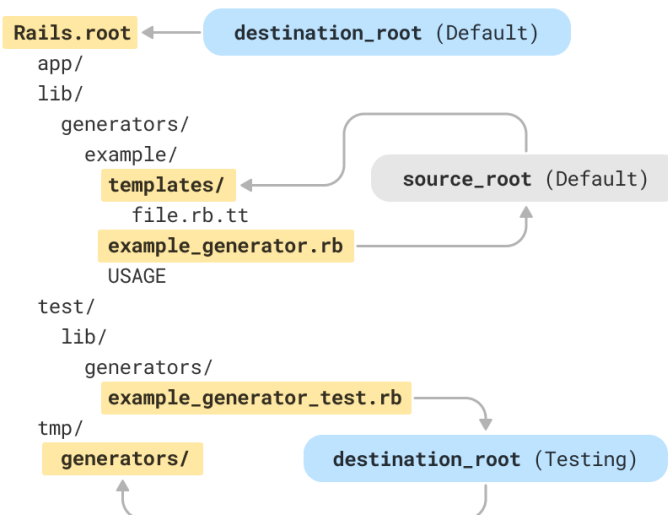 Rails.root destination_root (Default)
app/
lib/
generators/
example/
templates/ source_root (Default)
file.rb.tt
example_generator.rb
USAGE
test/
lib/
generators/
example_generator_test.rb
tmp/
generators/ destination_root (Testing)